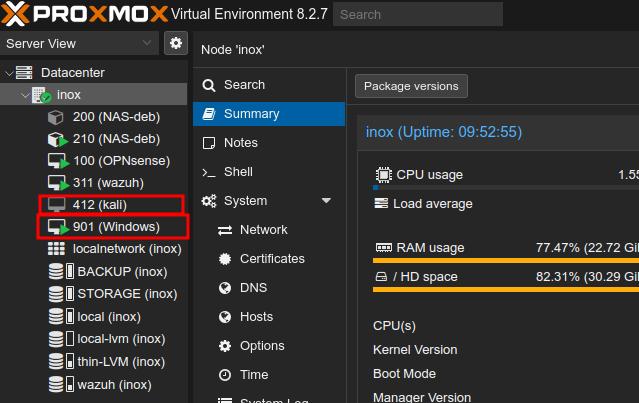 PROXMOX Virtual Environment 8.2.7 Search
Server View
Datacenter
inox
200 (NAS-deb)
210 (NAS-deb)
100 (OPNsense)
311 (wazuh)
412 (kali)
901 (Windows)
localnetwork (inox)
BACKUP (inox)
STORAGE (inox)
local (inox)
local-lvm (inox)
thin-LVM (inox)
wazuh (inox)
Node 'inox'
Search
Summary
Notes
Shell
System
Network
Certificates
DNS
Hosts
Options
Time
System Log
Package versions
inox (Uptime: 09:52:55)
CPU usage 1.55
Load average
RAM usage 77.47% (22.72 Gi
/ HD space 82.31% (30.29 Gi
CPU(s)
Kernel Version
Boot Mode
Manager Version